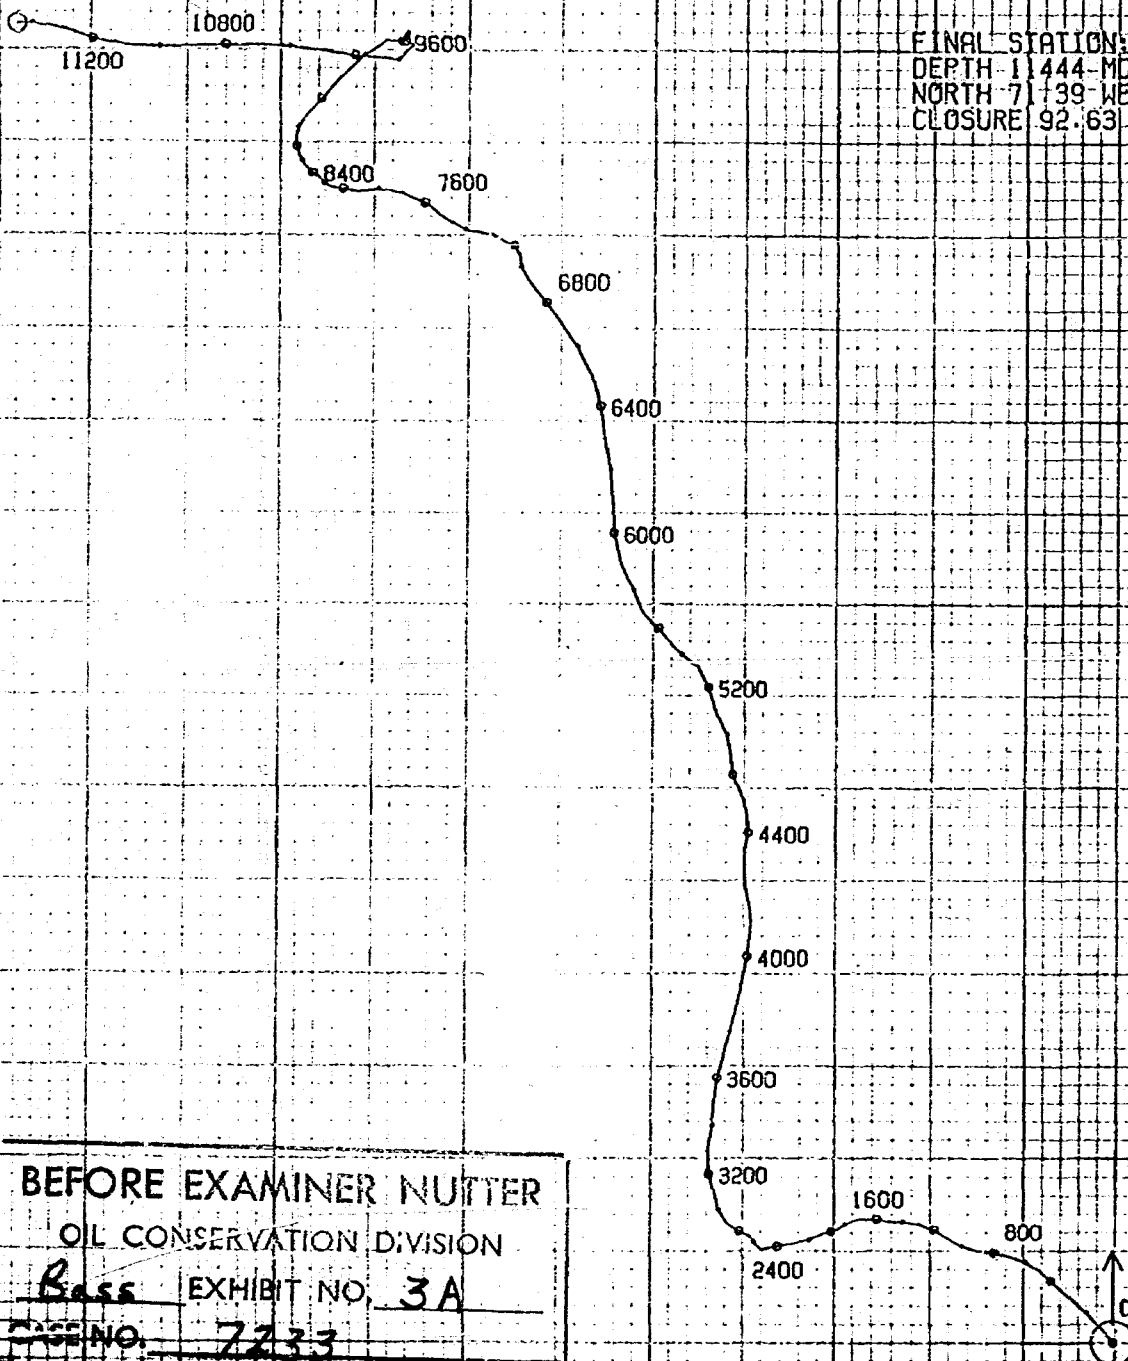 10800
9600
11200
FINAL STATION:
DEPTH 11444 MD
NORTH 71 39 WE
CLOSURE 92.63
8400
7600
6800
6400
6000
5200
4400
4000
3600
3200
1600
800
2400
BEFORE EXAMINER NUTTER
OIL CONSERVATION DIVISION
Bass EXHIBIT NO. 3A
CASE NO. 7233